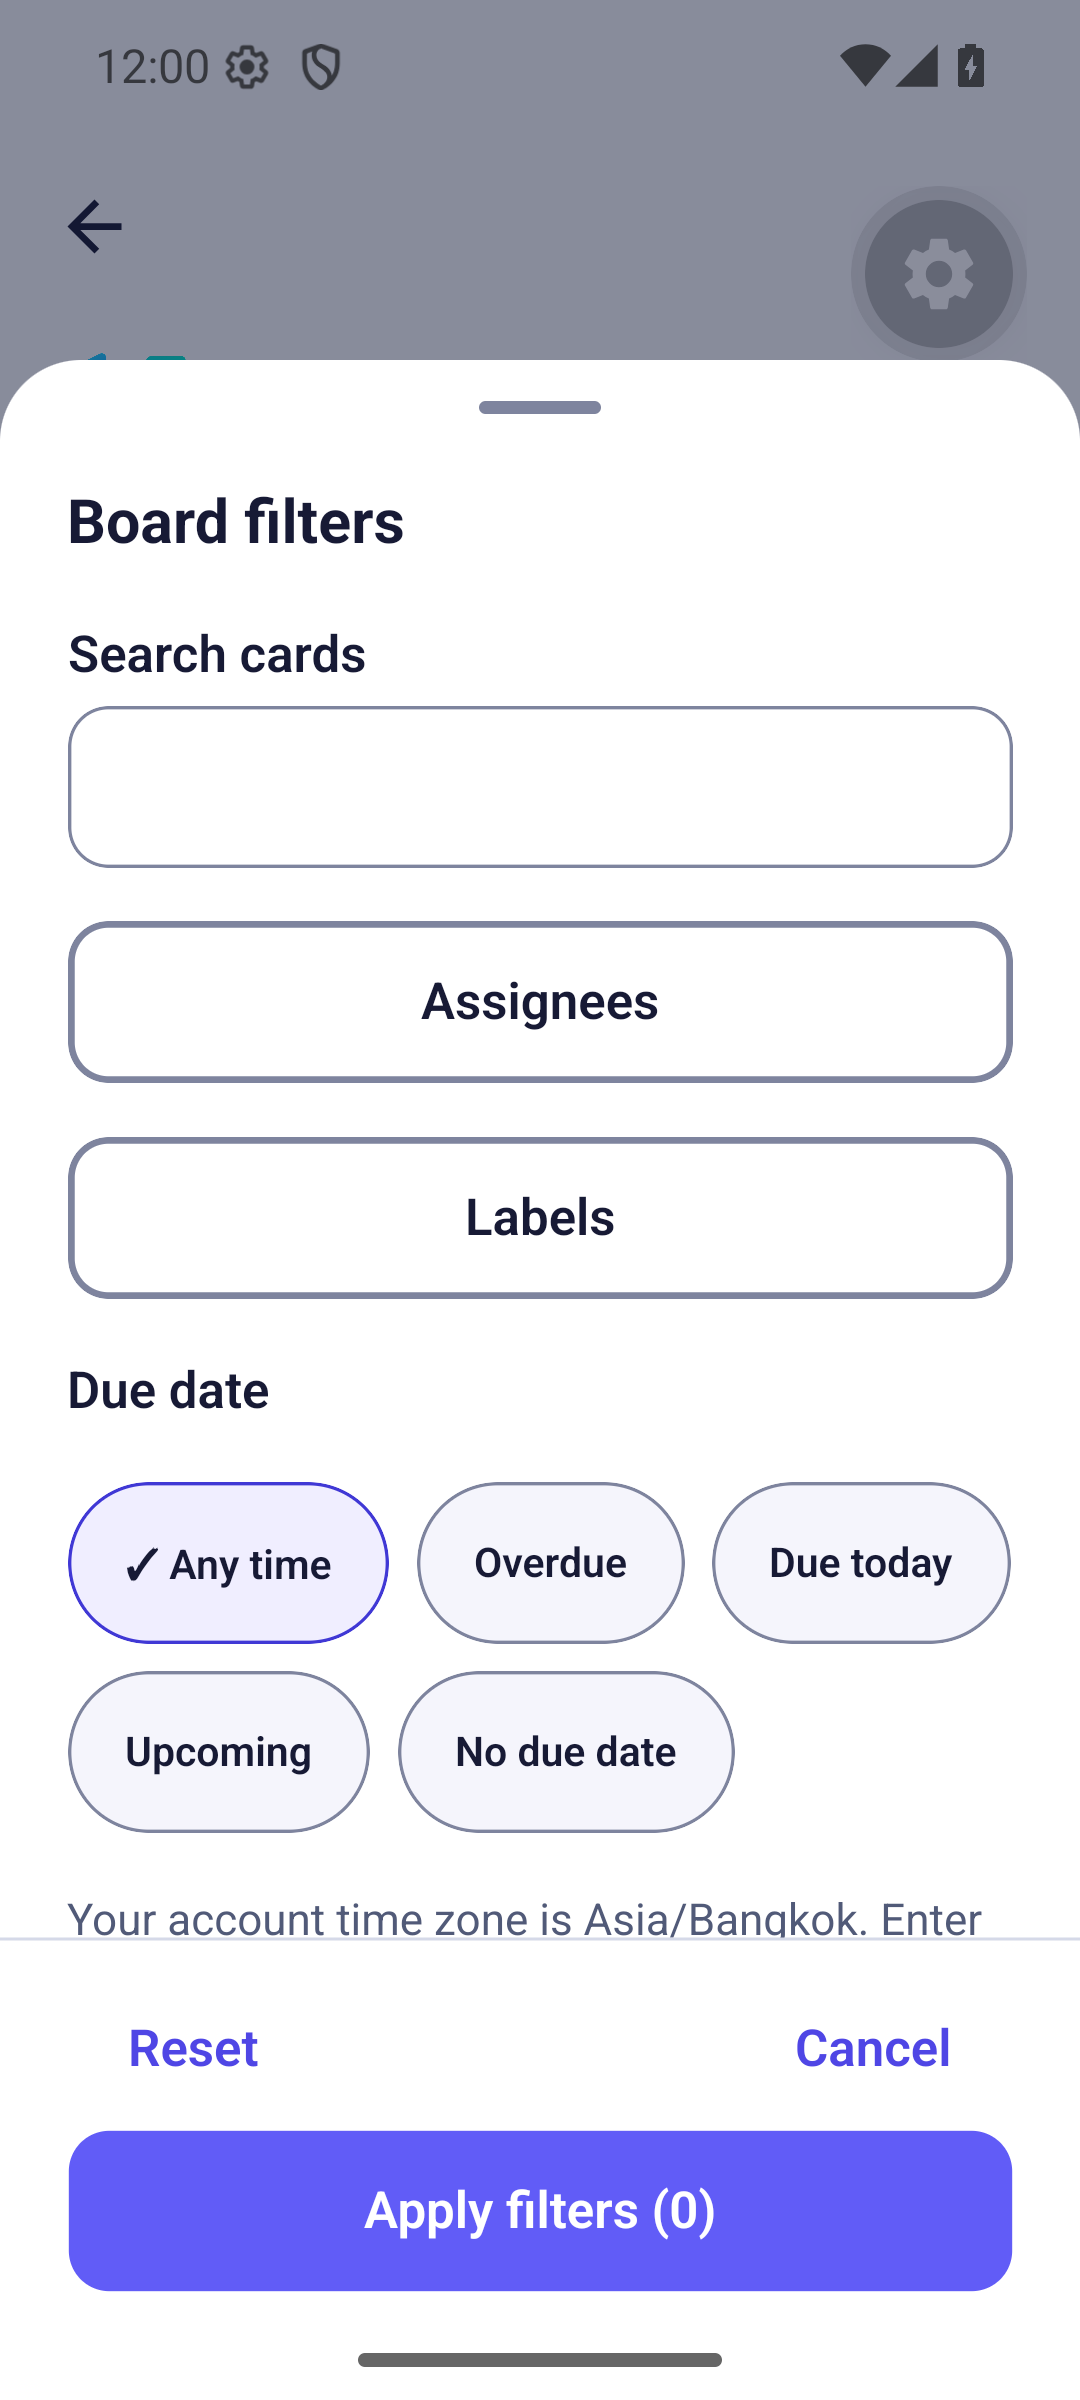 12:00
Board filters
Search cards
Assignees
Labels
Due date
✓ Any time
Overdue
Due today
Upcoming
No due date
Your account time zone is Asia/Bangkok. Enter
Reset
Cancel
Apply filters (0)